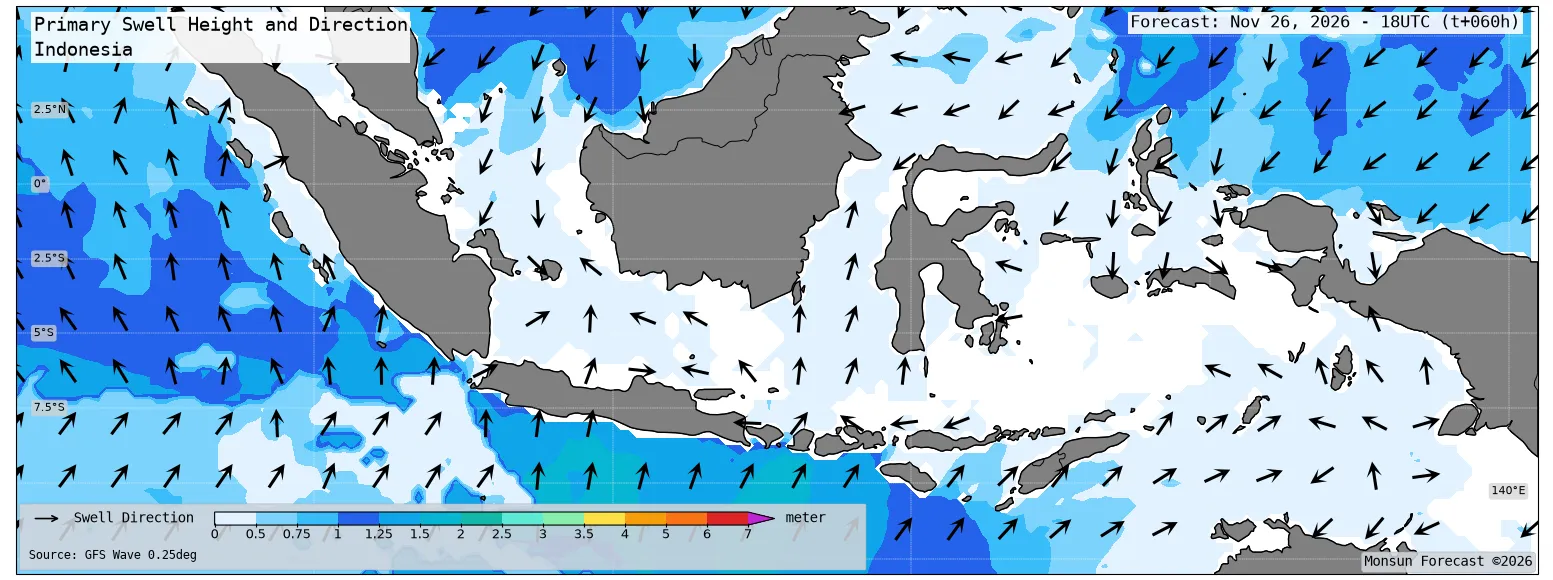 Primary Swell Height and Direction
Indonesia
Forecast: Nov 26, 2026 - 18UTC (t+060h)
2.5°N
0°
2.5°S
5°S
7.5°S
140°E
Swell Direction
0 0.5 0.75 1 1.25 1.5 2 2.5 3 3.5 4 5 6 7
meter
Source: GFS Wave 0.25deg
Monsun Forecast ©2026